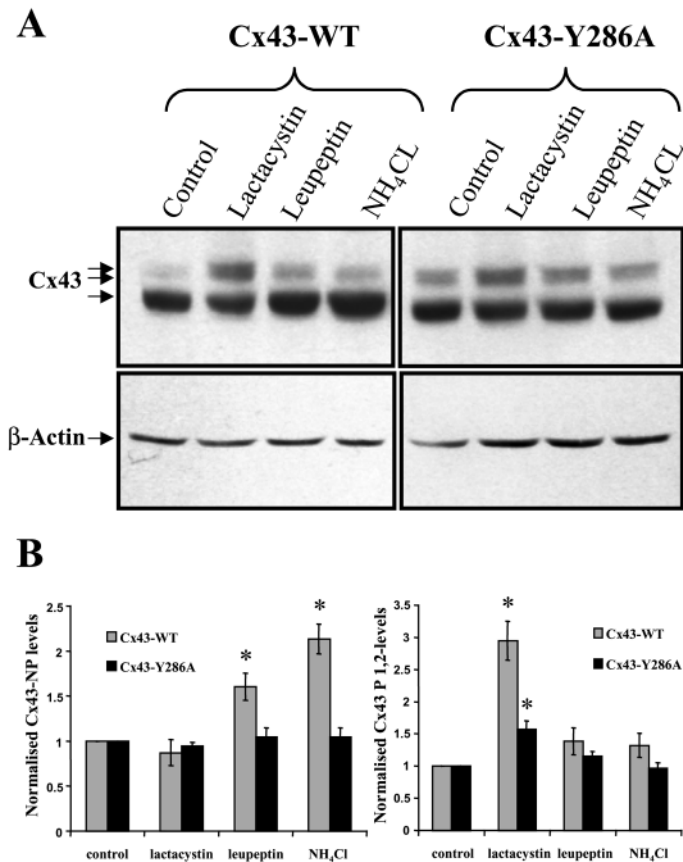 A
Cx43-WT
Cx43-Y286A
Control
Lactacystin
Leupeptin
NH₄CL
Control
Lactacystin
Leupeptin
NH₄CL
Cx43
β-Actin
B
Normalised Cx43-NP levels
2.5
2
1.5
1
0.5
0
Cx43-WT
Cx43-Y286A
*
*
control
lactacystin
leupeptin
NH₄Cl
Normalised Cx43 P 1,2-levels
3.5
3
2.5
2
1.5
1
0.5
0
Cx43-WT
Cx43-Y286A
*
*
control
lactacystin
leupeptin
NH₄Cl